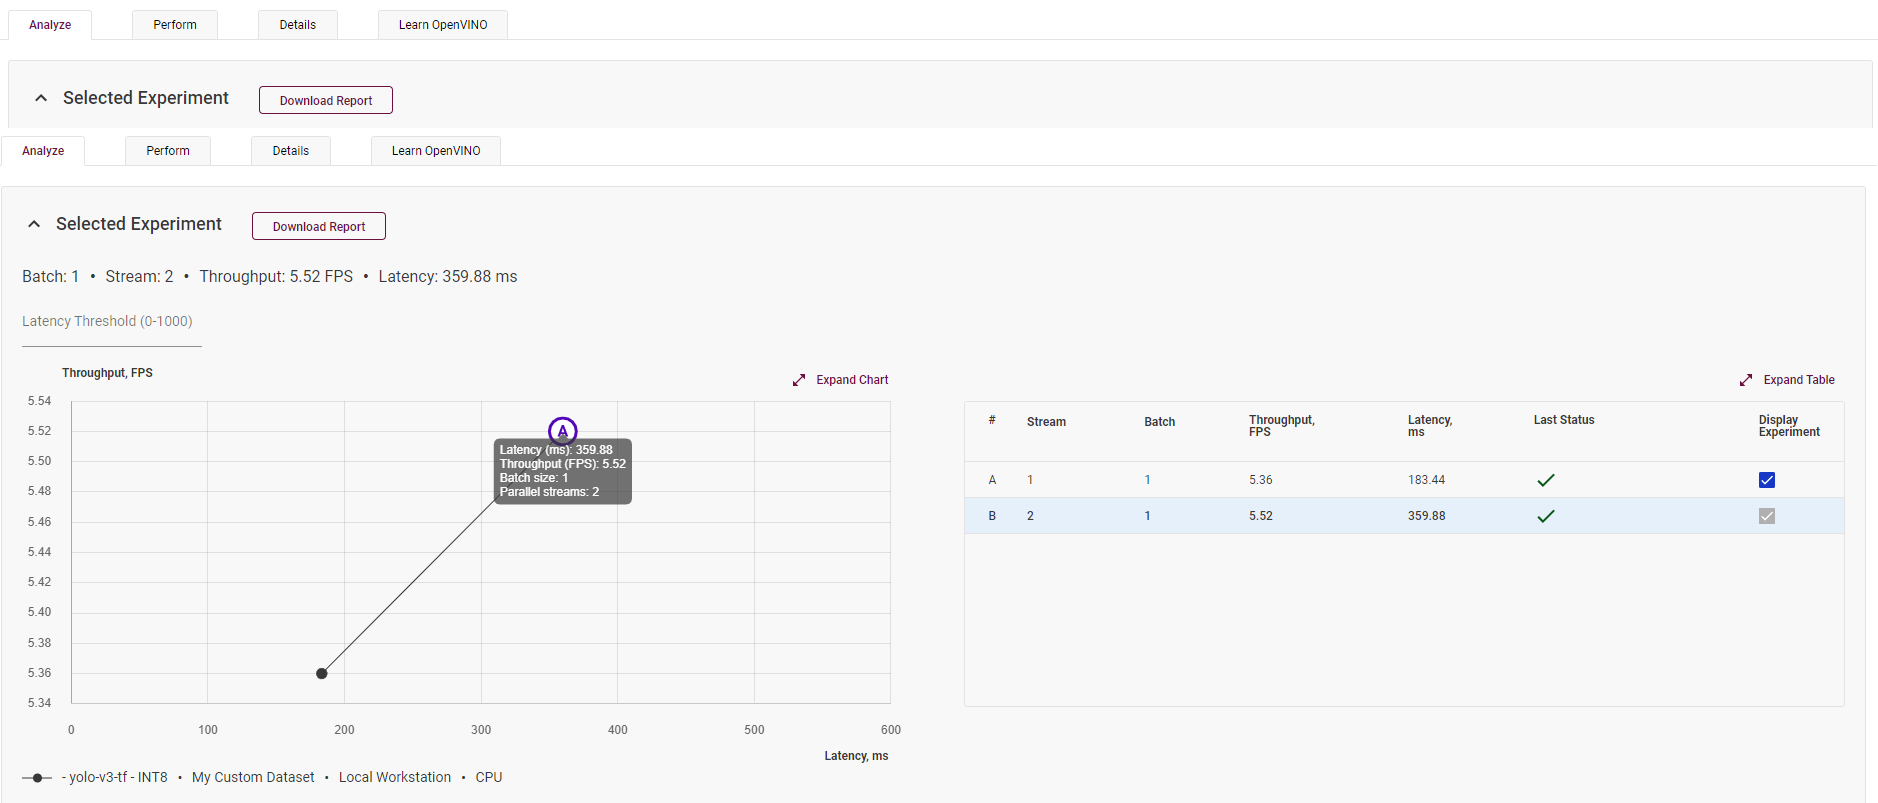 Analyze Perform Details Learn OpenVINO
Selected Experiment Download Report
Analyze Perform Details Learn OpenVINO
Selected Experiment Download Report
Batch: 1 • Stream: 2 • Throughput: 5.52 FPS • Latency: 359.88 ms
Latency Threshold (0-1000)
Throughput, FPS
Expand Chart
5.54
5.52
5.50
5.48
5.46
5.44
5.42
5.40
5.38
5.36
5.34
A
Latency (ms): 359.88
Throughput (FPS): 5.52
Batch size: 1
Parallel streams: 2
0 100 200 300 400 500 600
Latency, ms
- yolo-v3-tf - INT8 • My Custom Dataset • Local Workstation • CPU
Expand Table
# Stream Batch Throughput, FPS Latency, ms Last Status Display Experiment
A 1 1 5.36 183.44
B 2 1 5.52 359.88